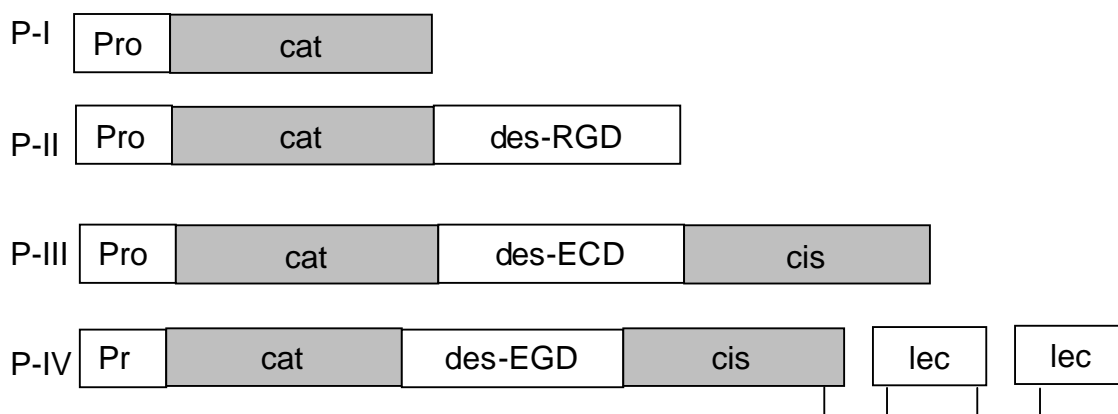 P-I Pro cat
P-II Pro cat des-RGD
P-III Pro cat des-ECD cis
P-IV Pr cat des-EGD cis lec lec